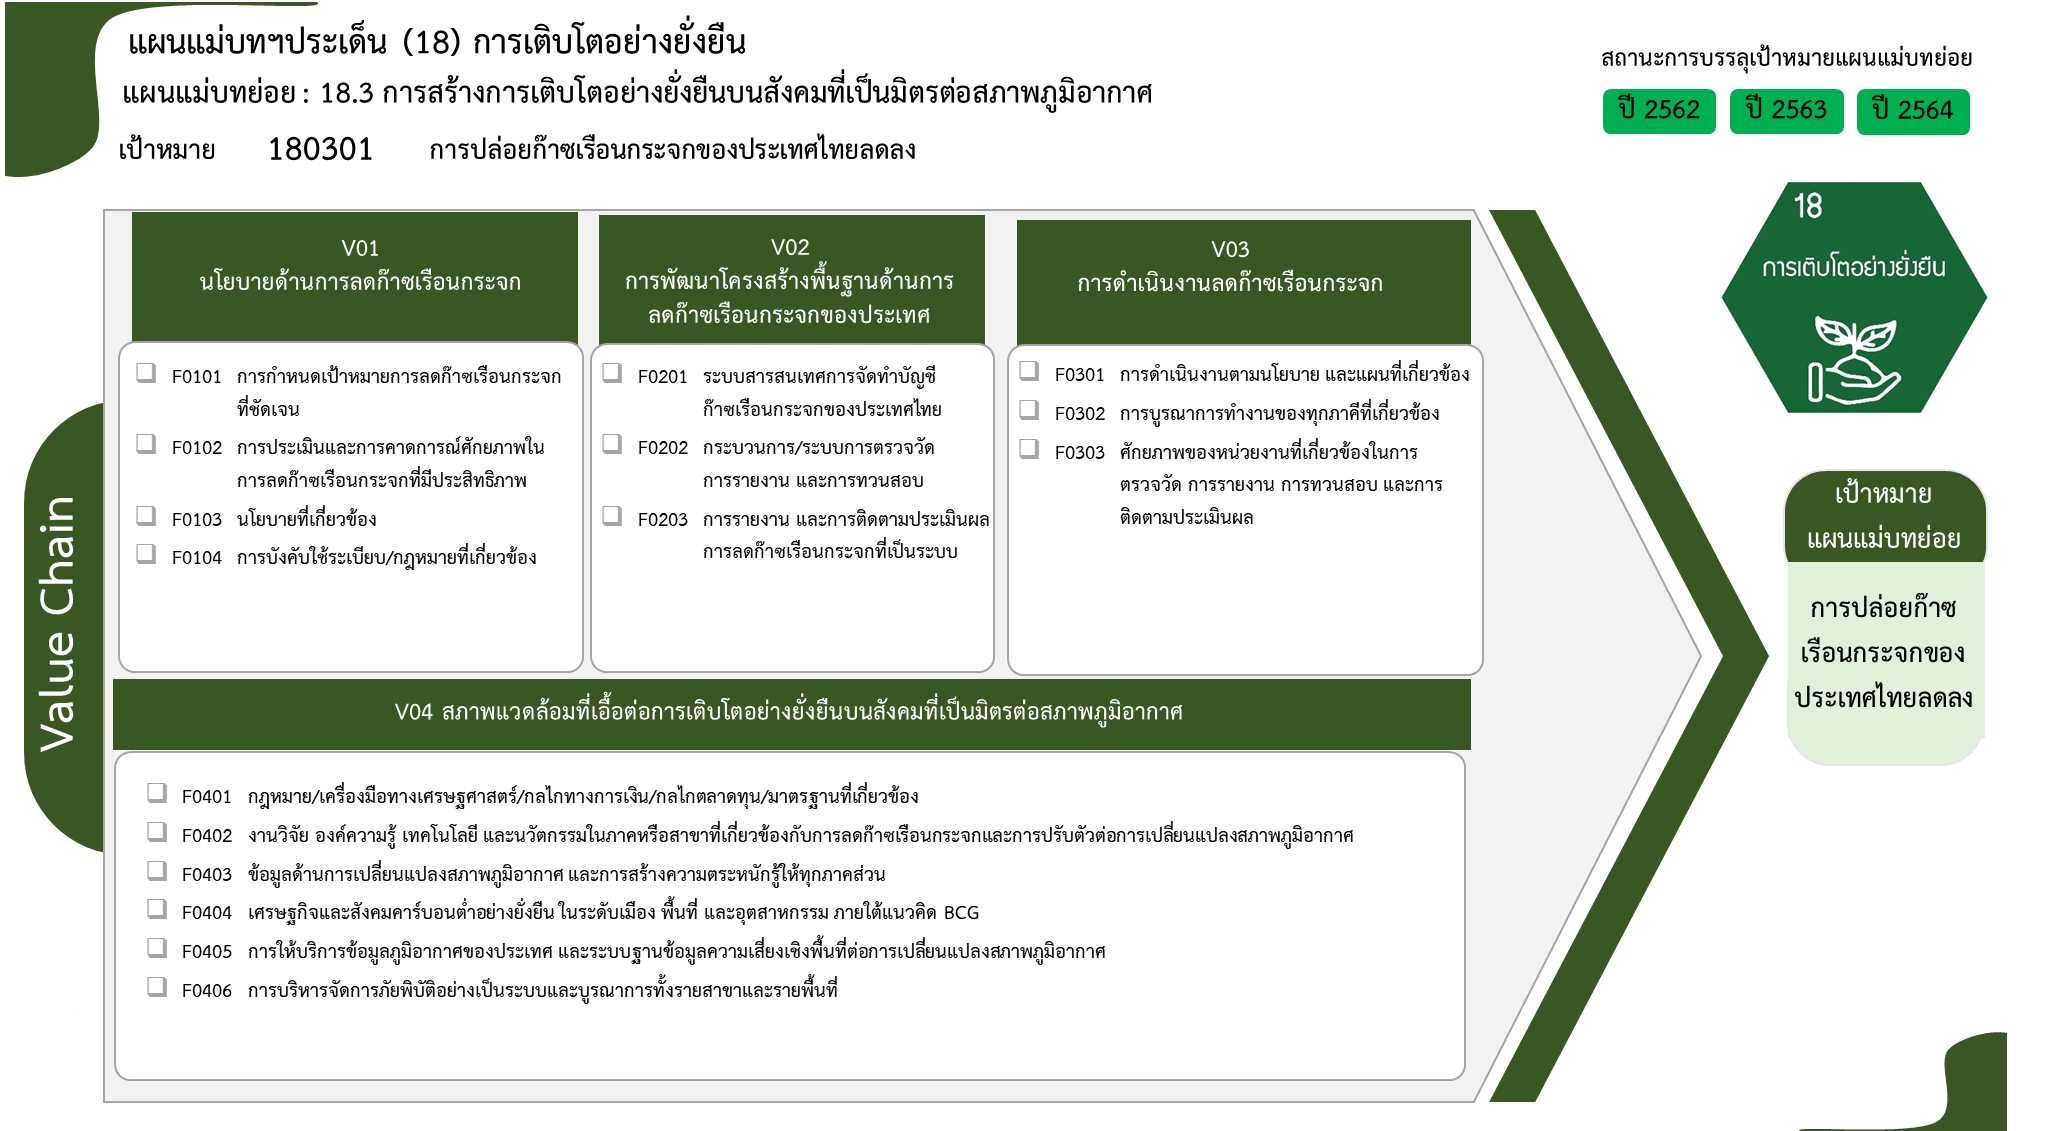 แผนแม่บทฯประเด็น (18) การเติบโตอย่างยั่งยืน
แผนแม่บทย่อย : 18.3 การสร้างการเติบโตอย่างยั่งยืนบนสังคมที่เป็นมิตรต่อสภาพภูมิอากาศ
เป้าหมาย 180301 การปล่อยก๊าซเรือนกระจกของประเทศไทยลดลง
สถานะการบรรลุเป้าหมายแผนแม่บทย่อย
ปี 2562 ปี 2563 ปี 2564
18
การเติบโตอย่างยั่งยืน
Value Chain
V01
นโยบายด้านการลดก๊าซเรือนกระจก
F0101 การกำหนดเป้าหมายการลดก๊าซเรือนกระจก
ที่ชัดเจน
F0102 การประเมินและการคาดการณ์ศักยภาพใน
การลดก๊าซเรือนกระจกที่มีประสิทธิภาพ
F0103 นโยบายที่เกี่ยวข้อง
F0104 การบังคับใช้ระเบียบ/กฎหมายที่เกี่ยวข้อง
V02
การพัฒนาโครงสร้างพื้นฐานด้านการ
ลดก๊าซเรือนกระจกของประเทศ
F0201 ระบบสารสนเทศการจัดทำบัญชี
ก๊าซเรือนกระจกของประเทศไทย
F0202 กระบวนการ/ระบบการตรวจวัด
การรายงาน และการทวนสอบ
F0203 การรายงาน และการติดตามประเมินผล
การลดก๊าซเรือนกระจกที่เป็นระบบ
V03
การดำเนินงานลดก๊าซเรือนกระจก
F0301 การดำเนินงานตามนโยบาย และแผนที่เกี่ยวข้อง
F0302 การบูรณาการทำงานของทุกภาคีที่เกี่ยวข้อง
F0303 ศักยภาพของหน่วยงานที่เกี่ยวข้องในการ
ตรวจวัด การรายงาน การทวนสอบ และการ
ติดตามประเมินผล
V04 สภาพแวดล้อมที่เอื้อต่อการเติบโตอย่างยั่งยืนบนสังคมที่เป็นมิตรต่อสภาพภูมิอากาศ
F0401 กฎหมาย/เครื่องมือทางเศรษฐศาสตร์/กลไกทางการเงิน/กลไกตลาดทุน/มาตรฐานที่เกี่ยวข้อง
F0402 งานวิจัย องค์ความรู้ เทคโนโลยี และนวัตกรรมในภาคหรือสาขาที่เกี่ยวข้องกับการลดก๊าซเรือนกระจกและการปรับตัวต่อการเปลี่ยนแปลงสภาพภูมิอากาศ
F0403 ข้อมูลด้านการเปลี่ยนแปลงสภาพภูมิอากาศ และการสร้างความตระหนักรู้ให้ทุกภาคส่วน
F0404 เศรษฐกิจและสังคมคาร์บอนต่ำอย่างยั่งยืน ในระดับเมือง พื้นที่ และอุตสาหกรรม ภายใต้แนวคิด BCG
F0405 การให้บริการข้อมูลภูมิอากาศของประเทศ และระบบฐานข้อมูลความเสี่ยงเชิงพื้นที่ต่อการเปลี่ยนแปลงสภาพภูมิอากาศ
F0406 การบริหารจัดการภัยพิบัติอย่างเป็นระบบและบูรณาการทั้งรายสาขาและรายพื้นที่
เป้าหมาย
แผนแม่บทย่อย
การปล่อยก๊าซ
เรือนกระจกของ
ประเทศไทยลดลง